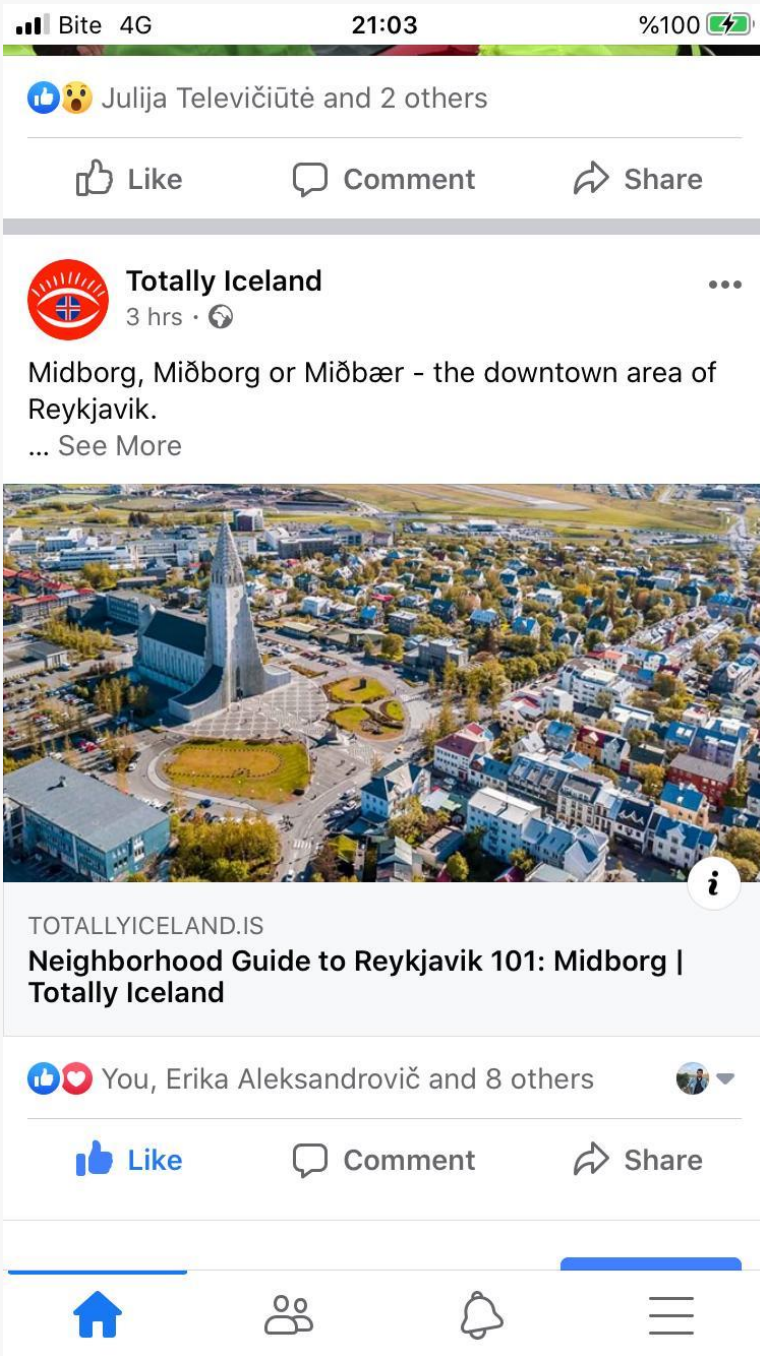 Bite 4G 21:03 %100
Julija Televičiūtė and 2 others
Like Comment Share
Totally Iceland
3 hrs ·
Midborg, Miðborg or Miðbær - the downtown area of
Reykjavik.
... See More
TOTALLYICELAND.IS
Neighborhood Guide to Reykjavik 101: Midborg |
Totally Iceland
You, Erika Aleksandrovič and 8 others
Like Comment Share